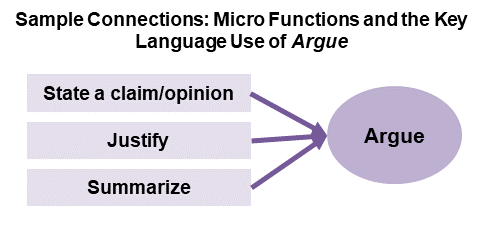 Sample Connections: Micro Functions and the Key
Language Use of Argue
State a claim/opinion
Justify
Summarize
Argue